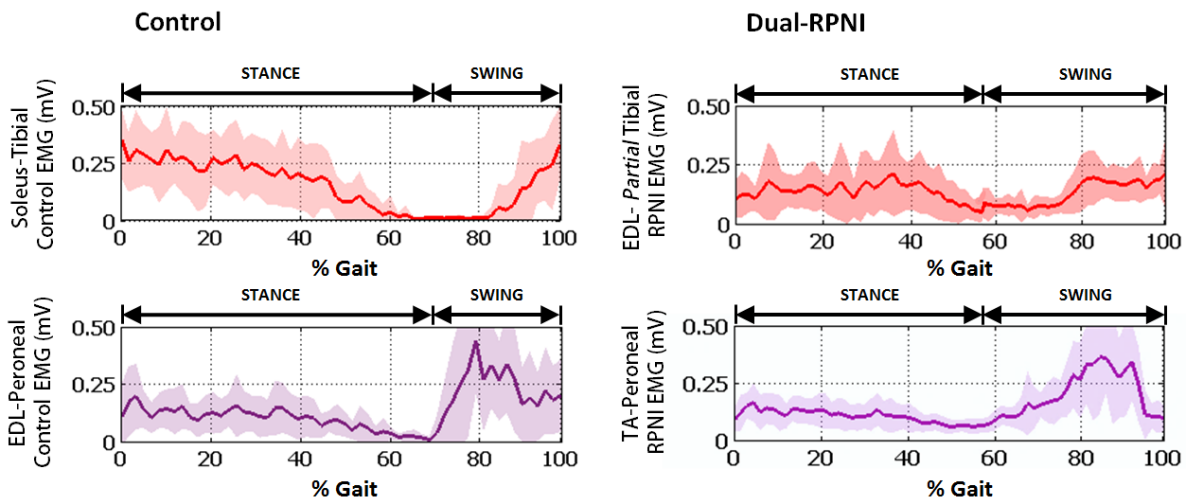 Control
Dual-RPNI
STANCE SWING
Soleus-Tibial
Control EMG (mV)
0.50
0.25
0
0 20 40 60 80 100
% Gait
STANCE SWING
EDL- Partial Tibial
RPNI EMG (mV)
0.50
0.25
0
0 20 40 60 80 100
% Gait
STANCE SWING
EDL-Peroneal
Control EMG (mV)
0.50
0.25
0
0 20 40 60 80 100
% Gait
STANCE SWING
TA-Peroneal
RPNI EMG (mV)
0.50
0.25
0
0 20 40 60 80 100
% Gait